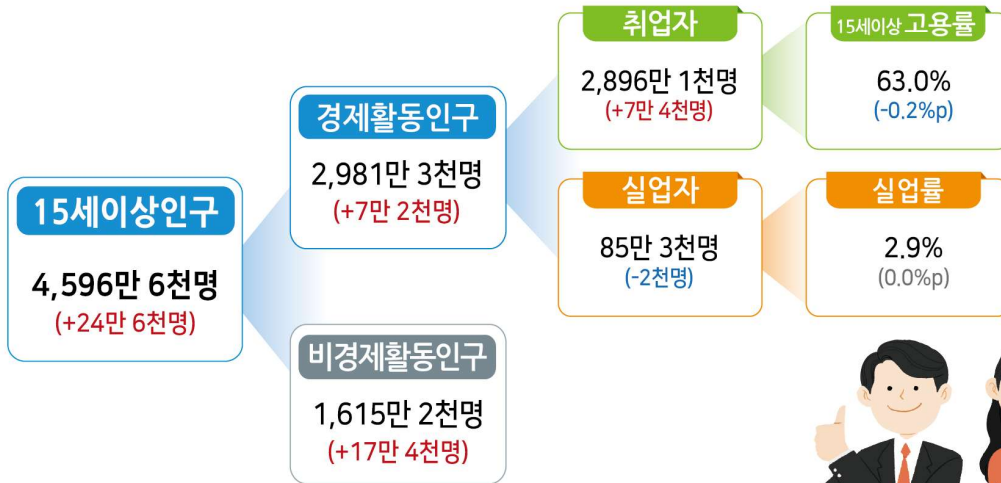 15세이상인구
4,596만 6천명
(+24만 6천명)
경제활동인구
2,981만 3천명
(+7만 2천명)
비경제활동인구
1,615만 2천명
(+17만 4천명)
취업자
2,896만 1천명
(+7만 4천명)
15세이상 고용률
63.0%
(-0.2%p)
실업자
85만 3천명
(-2천명)
실업률
2.9%
(0.0%p)